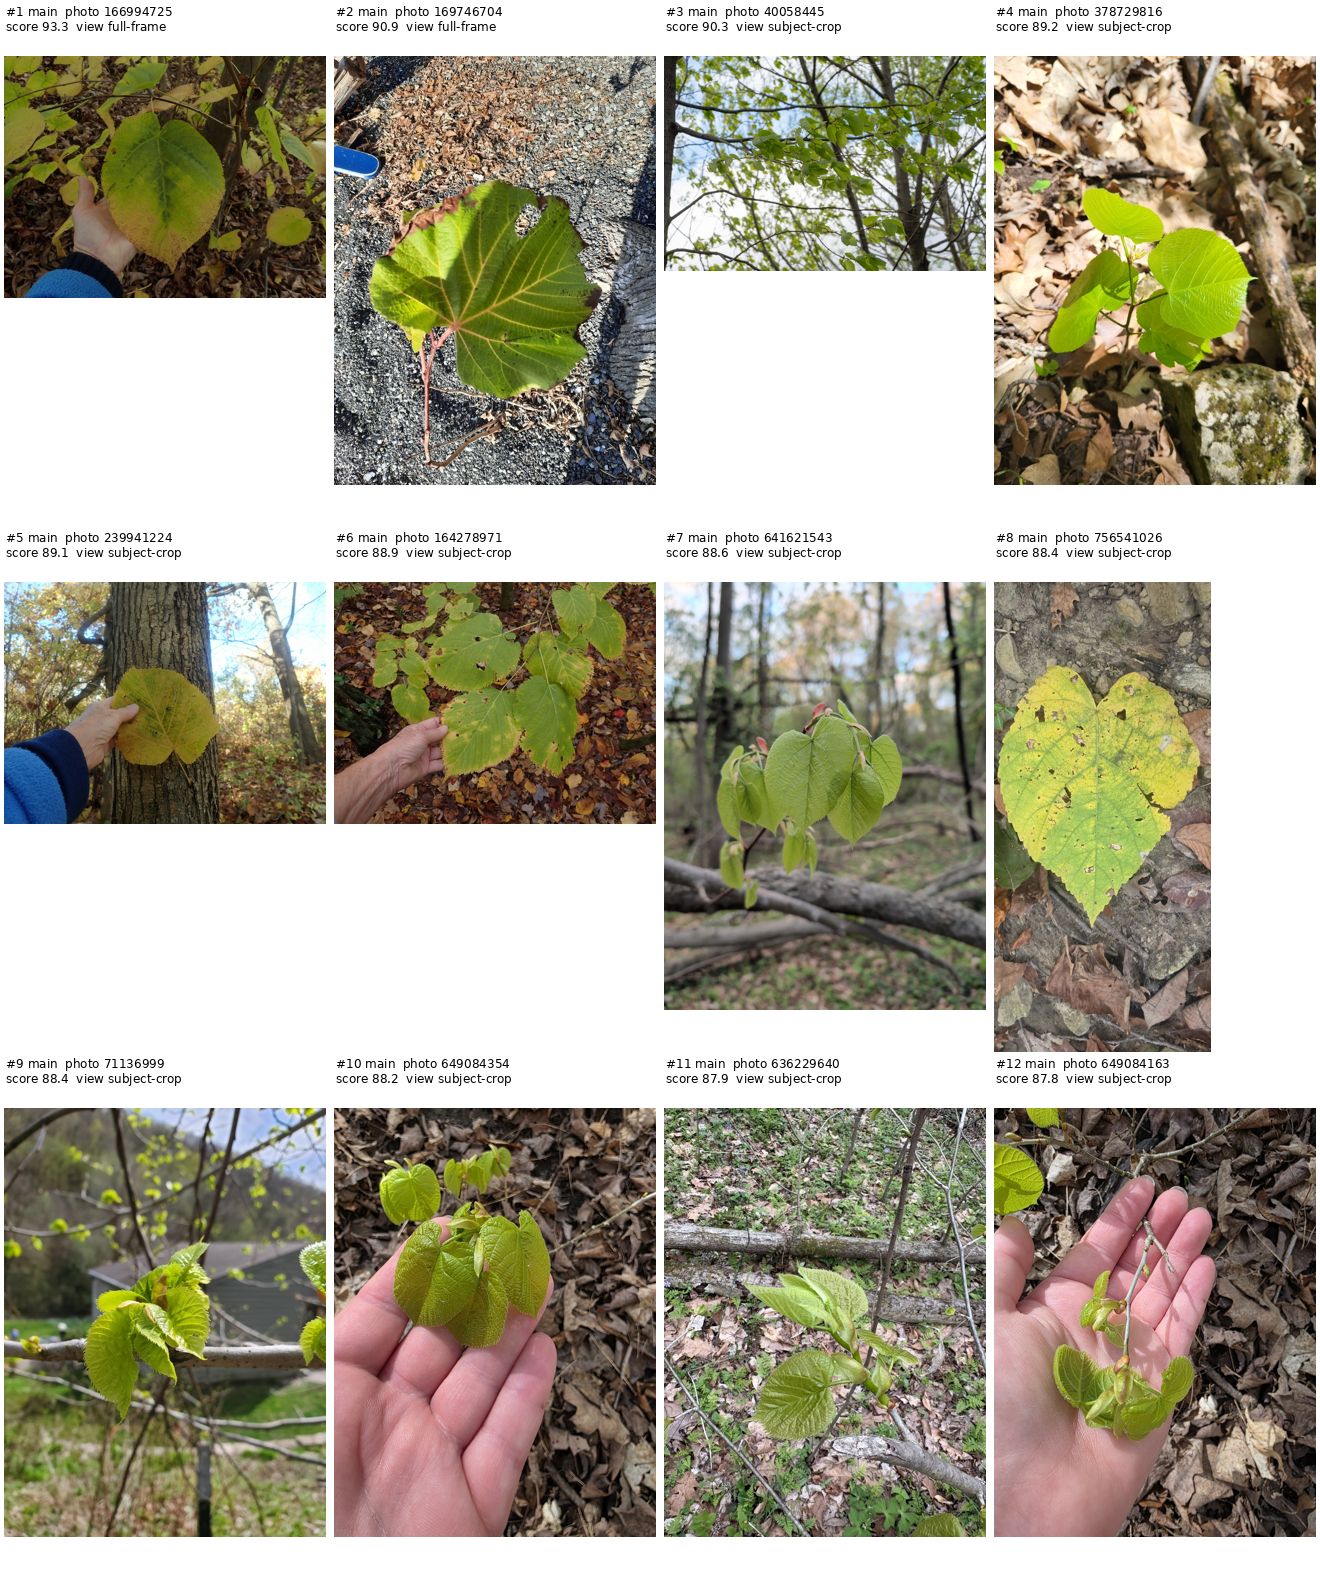 #1 main photo 166994725
score 93.3 view full-frame
#2 main photo 169746704
score 90.9 view full-frame
#3 main photo 40058445
score 90.3 view subject-crop
#4 main photo 378729816
score 89.2 view subject-crop
#5 main photo 239941224
score 89.1 view subject-crop
#6 main photo 164278971
score 88.9 view subject-crop
#7 main photo 641621543
score 88.6 view subject-crop
#8 main photo 756541026
score 88.4 view subject-crop
#9 main photo 71136999
score 88.4 view subject-crop
#10 main photo 649084354
score 88.2 view subject-crop
#11 main photo 636229640
score 87.9 view subject-crop
#12 main photo 649084163
score 87.8 view subject-crop